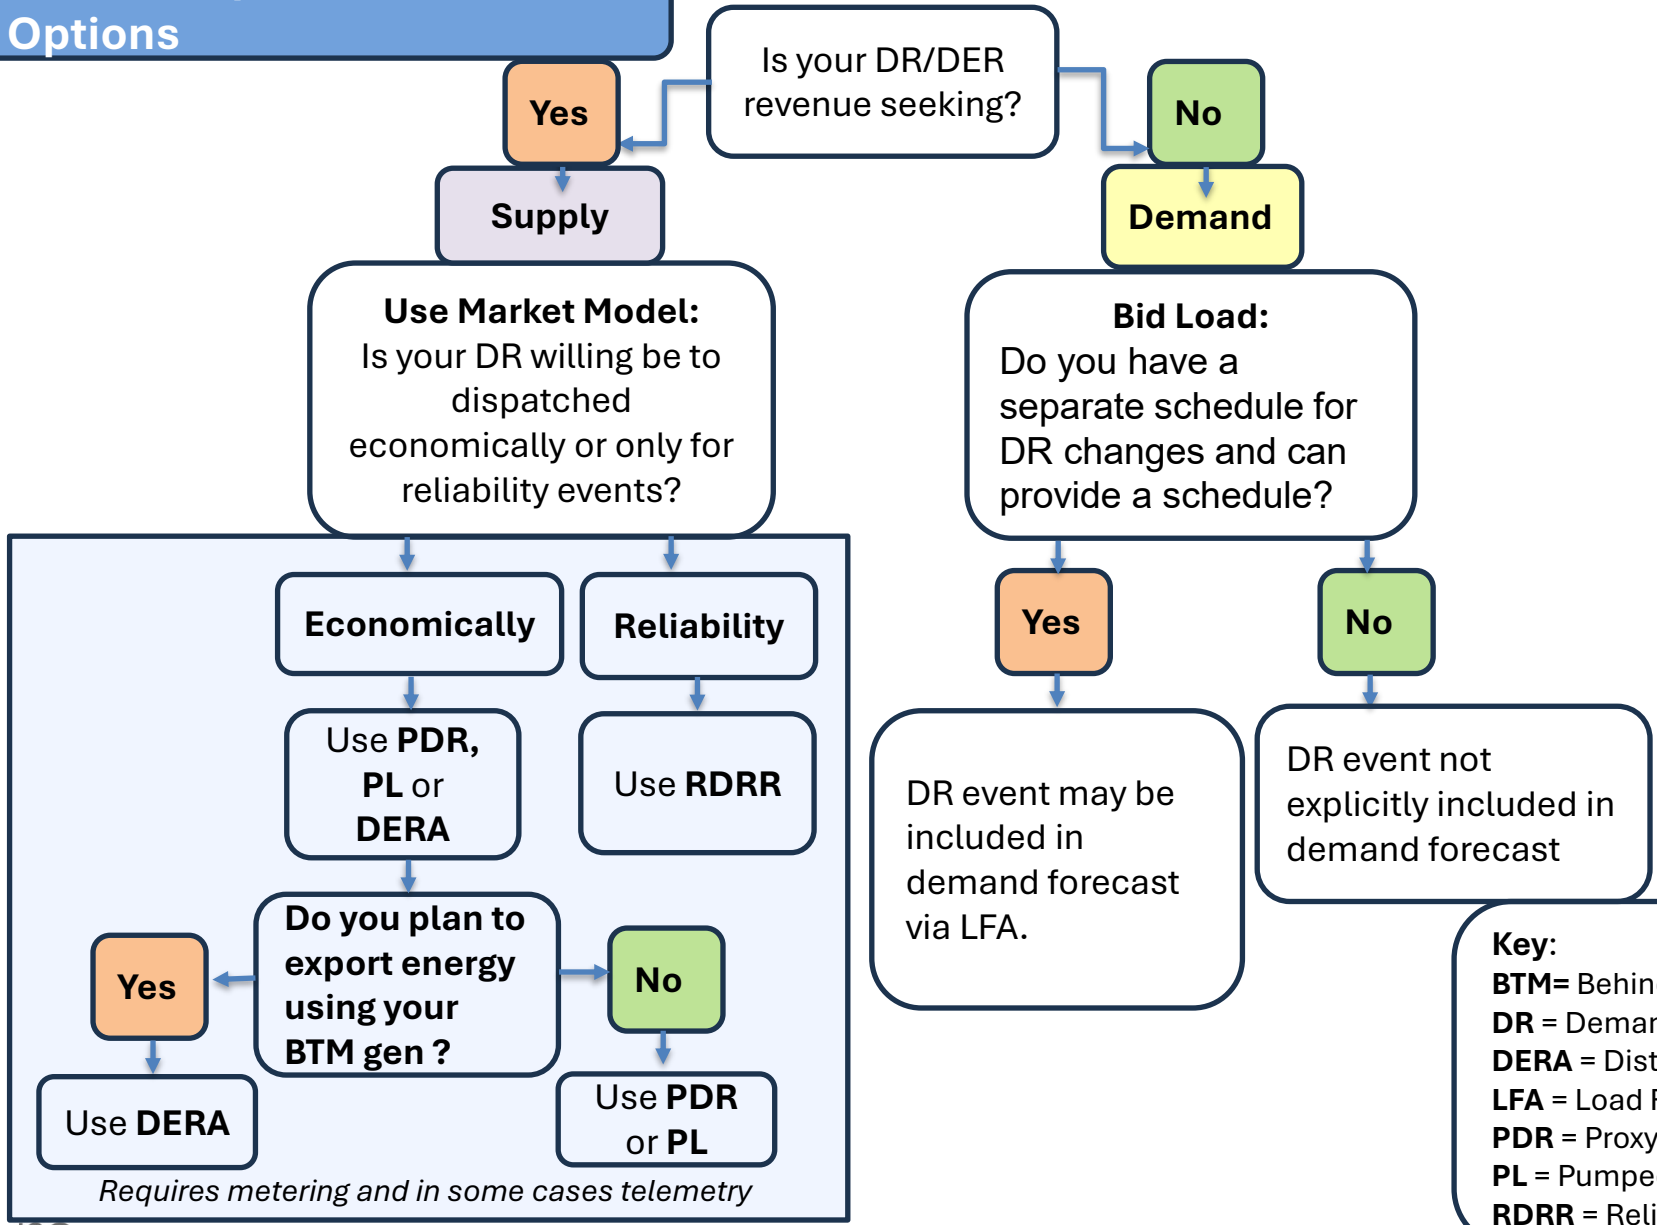 Options
Is your DR/DER
revenue seeking?
Yes
No
Supply
Demand
Use Market Model:
Is your DR willing be to
dispatched
economically or only for
reliability events?
Bid Load:
Do you have a
separate schedule for
DR changes and can
provide a schedule?
Economically
Reliability
Yes
No
Use PDR,
PL or
DERA
Use RDRR
DR event may be
included in
demand forecast
via LFA.
DR event not
explicitly included in
demand forecast
Do you plan to
export energy
using your
BTM gen ?
Yes
No
Use DERA
Use PDR
or PL
Requires metering and in some cases telemetry
Key:
BTM=
DR =
DERA =
LFA = Load
PDR = Proxy
PL =
RDRR =